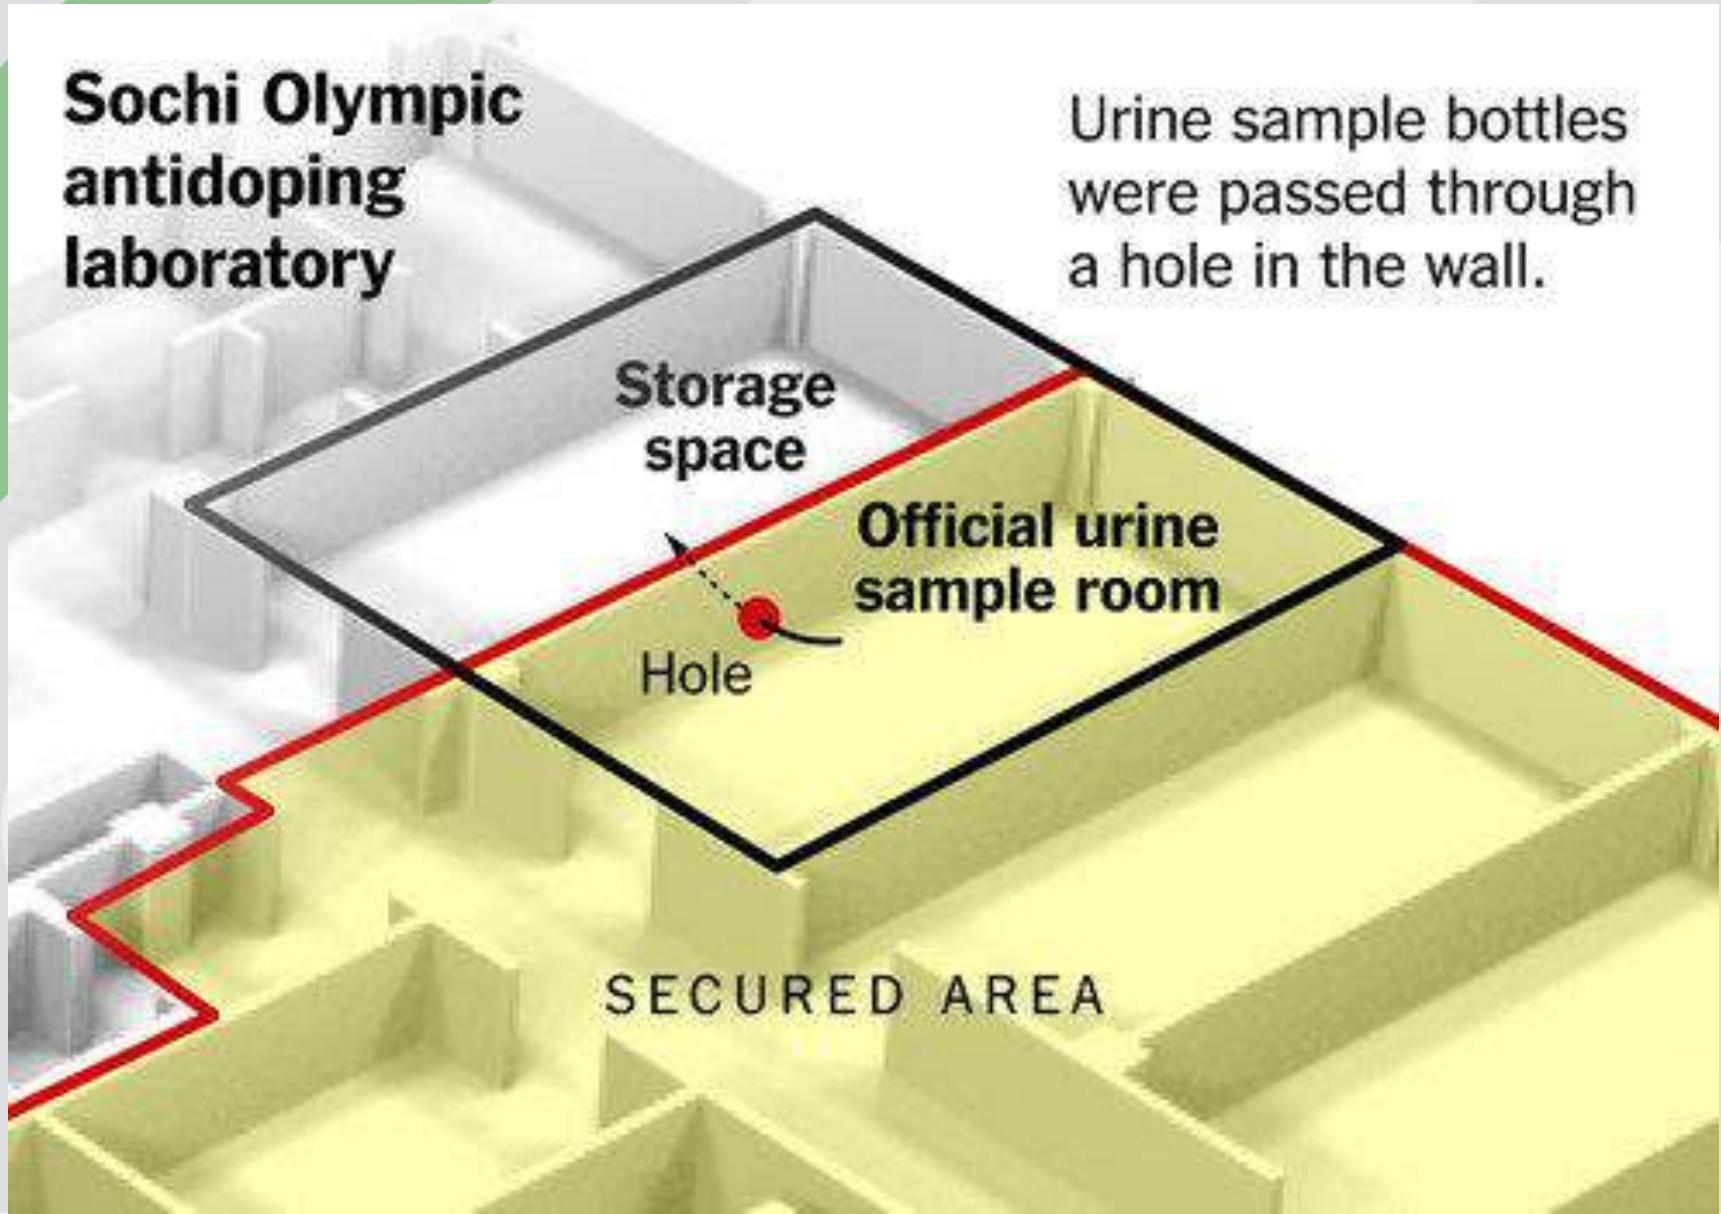 Sochi Olympic
antidoping
laboratory
Urine sample bottles
were passed through
a hole in the wall.
Storage
space
Official urine
sample room
Hole
SECURED AREA